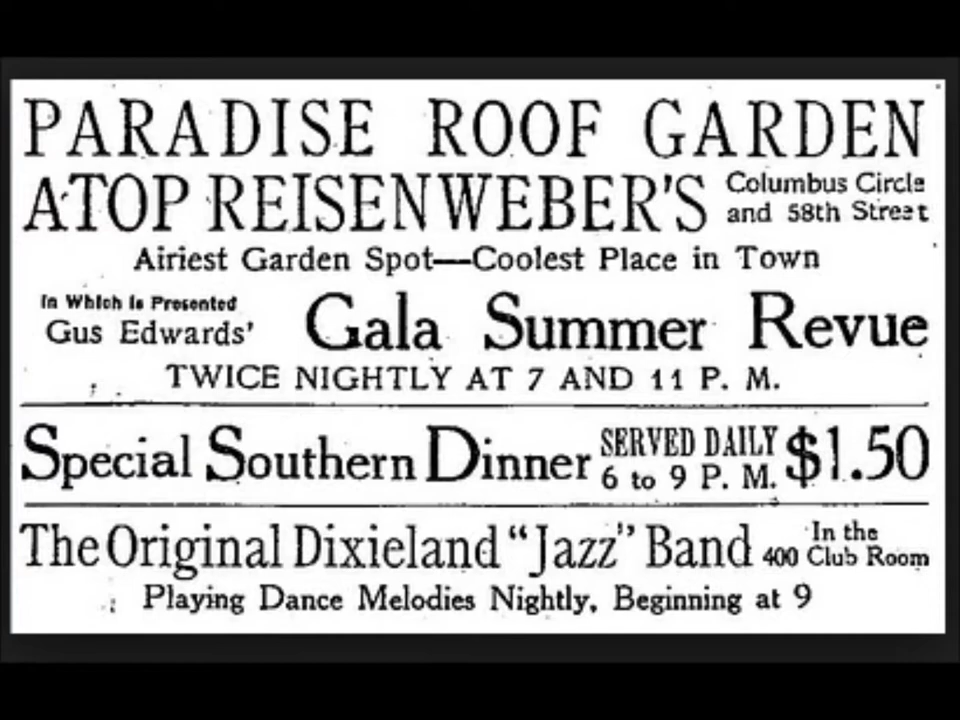 PARADISE ROOF GARDEN
ATOP REISENWEBER'S Columbus Circle
and 58th Street
Airiest Garden Spot—Coolest Place in Town
In Which is Presented
Gus Edwards' Gala Summer Revue
TWICE NIGHTLY AT 7 AND 11 P. M.
Special Southern Dinner SERVED DAILY
6 to 9 P. M. $1.50
The Original Dixieland "Jazz" Band In the
400 Club Room
Playing Dance Melodies Nightly, Beginning at 9